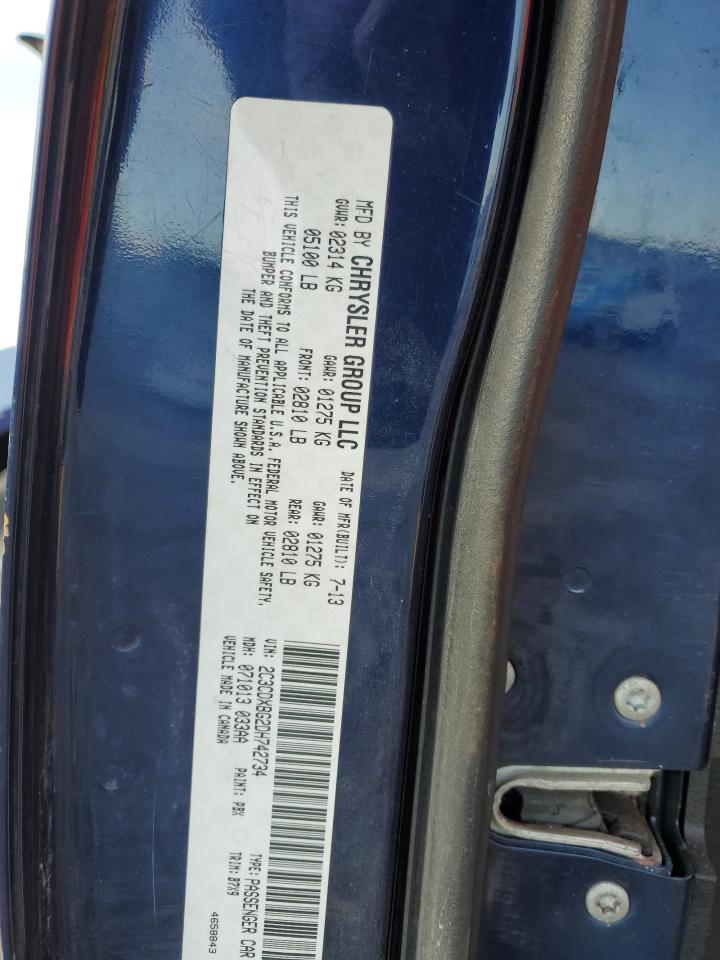 MFD BY CHRYSLER GROUP LLC DATE OF MFR(BUILT): 7-13
GVWR: 02314 KG GAWR: 01275 KG GAWR: 01275 KG
05100 LB FRONT: 02810 LB REAR: 02810 LB
THIS VEHICLE CONFORMS TO ALL APPLICABLE U.S.A. FEDERAL MOTOR VEHICLE SAFETY,
BUMPER AND THEFT PREVENTION STANDARDS IN EFFECT ON
THE DATE OF MANUFACTURE SHOWN ABOVE.
VIN: 2C3CDXBG2DH742734 TYPE: PASSENGER CAR
MDH: 071013 033AA PAINT: PBX TRIM: B7X9
VEHICLE MADE IN CANADA
4658843